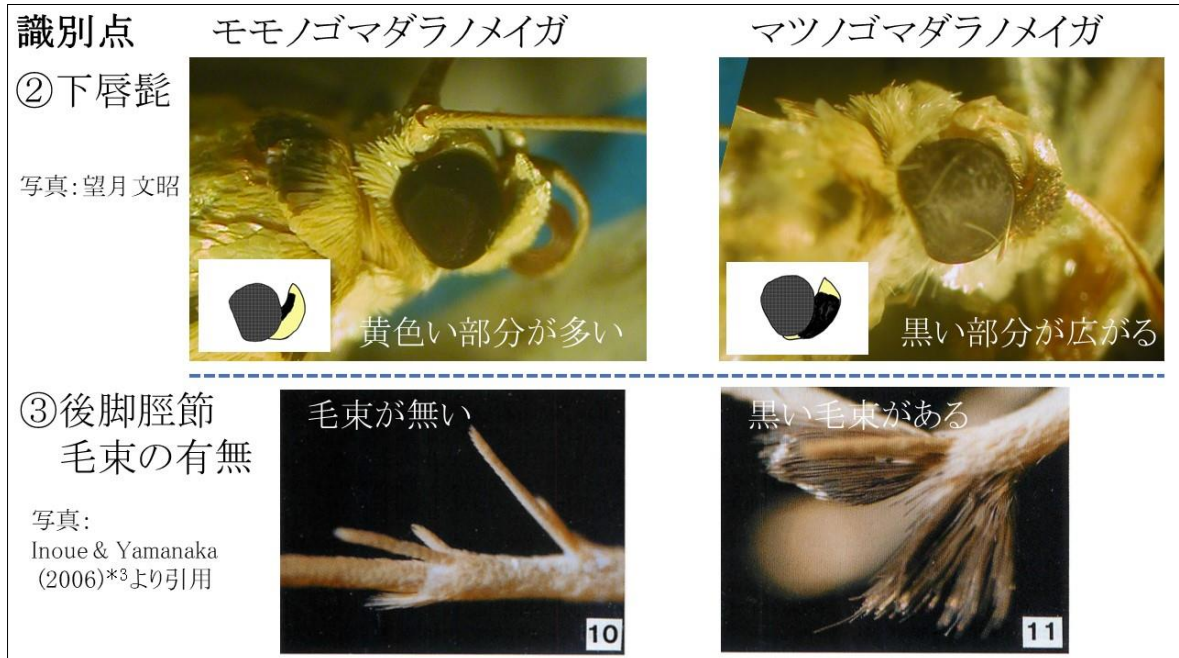 識別点
モモノゴマダラノメイガ
マツノゴマダラノメイガ
②下唇髭
写真:望月文昭
黄色い部分が多い
黒い部分が広がる
③後脚脛節
毛束の有無
写真:
Inoue & Yamanaka
(2006)*3より引用
毛束が無い
10
黒い毛束がある
11